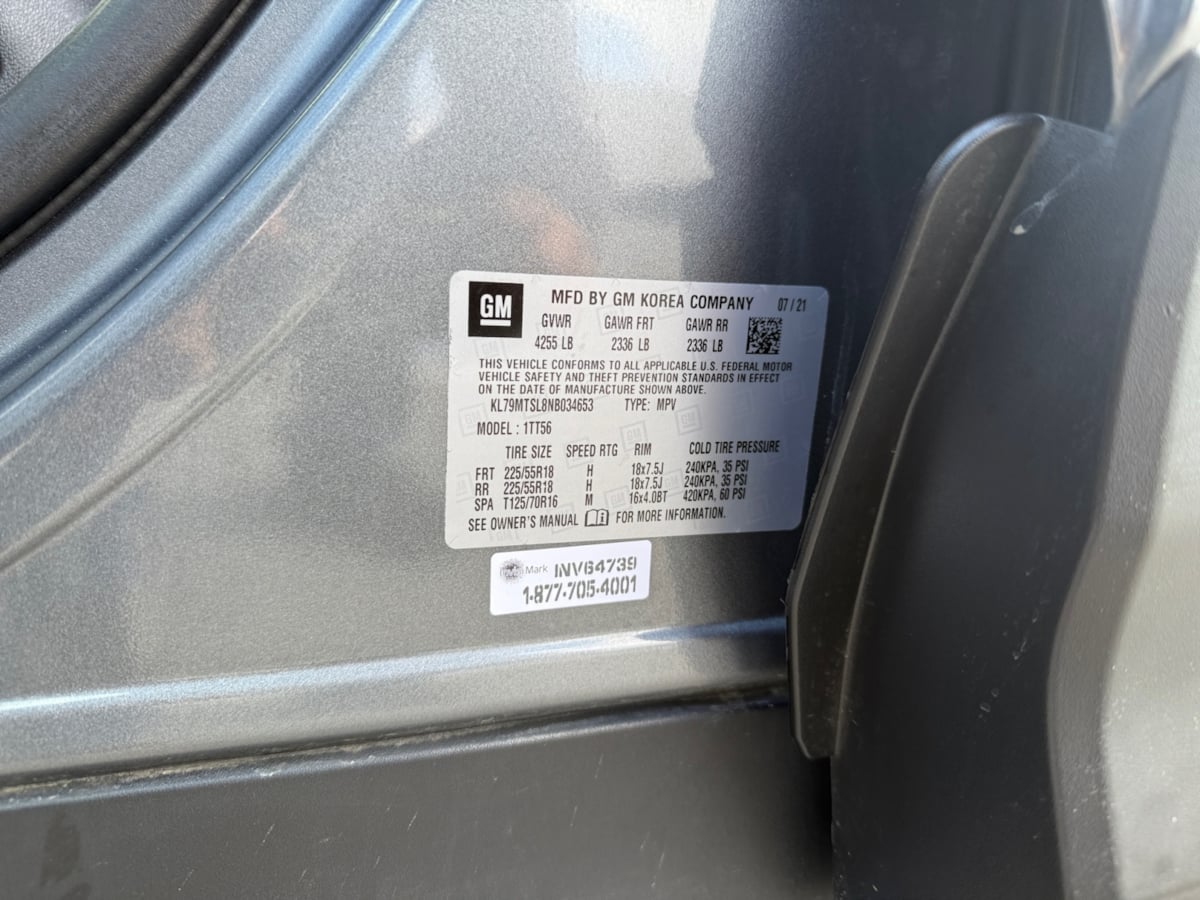 GM
MFD BY GM KOREA COMPANY 07 / 21
GVWR GAWR FRT GAWR RR
4255 LB 2336 LB 2336 LB
THIS VEHICLE CONFORMS TO ALL APPLICABLE U.S. FEDERAL MOTOR
VEHICLE SAFETY AND THEFT PREVENTION STANDARDS IN EFFECT
ON THE DATE OF MANUFACTURE SHOWN ABOVE.
KL79MTSL8NB034653 TYPE: MPV
MODEL : 1TT56
TIRE SIZE SPEED RTG RIM COLD TIRE PRESSURE
FRT 225/55R18 H 18x7.5J 240KPA, 35 PSI
RR 225/55R18 H 18x7.5J 240KPA, 35 PSI
SPA T125/70R16 M 16x4.0BT 420KPA, 60 PSI
SEE OWNER'S MANUAL FOR MORE INFORMATION.
Mark INV64739
1-877-705-4001